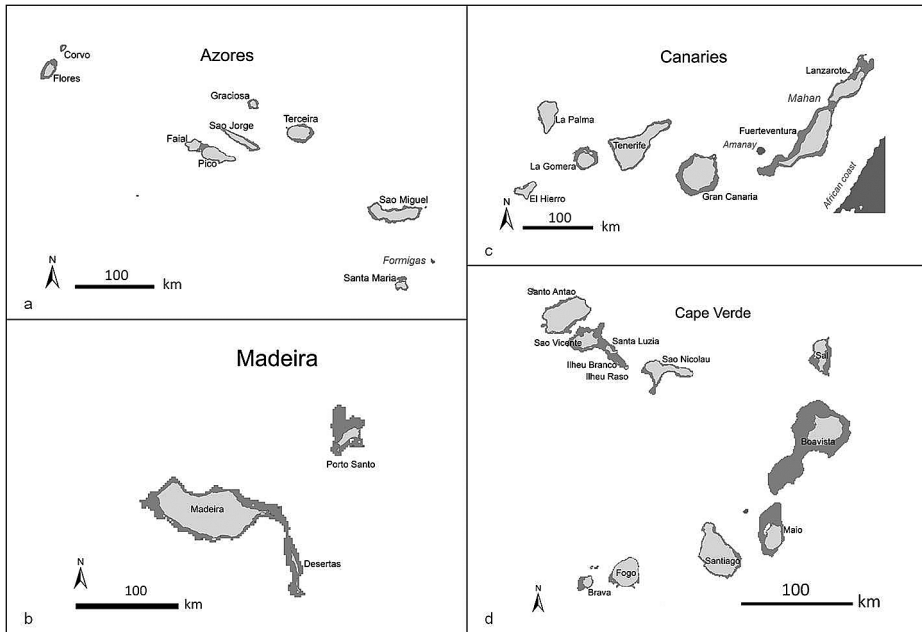 Azores
Corvo
Flores
Graciosa
Sao Jorge
Terceira
Faial
Pico
Sao Miguel
Formigas
Santa Maria
N
100
km
a
Canaries
Lanzarote
Mahan
La Palma
Fuerteventura
Amanay
Tenerife
La Gomera
El Hierro
Gran Canaria
African coast
N
100
km
c
Madeira
Porto Santo
Madeira
Desertas
N
100
km
b
Cape Verde
Santo Antao
Sao Vicente
Santa Luzia
Ilheu Branco
Ilheu Raso
Sao Nicolau
Sal
Boavista
Maio
Santiago
Fogo
Brava
N
100
km
d